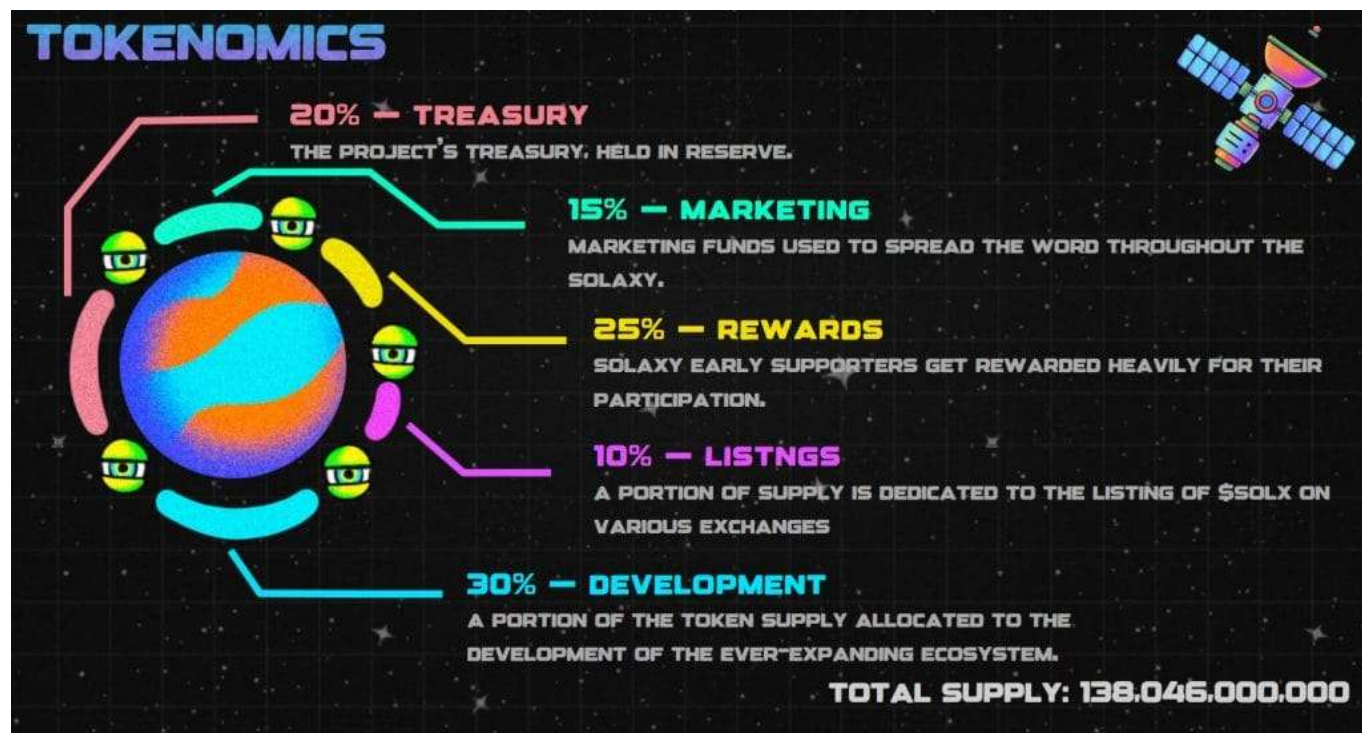 TOKENOMICS
20% — TREASURY
THE PROJECT'S TREASURY, HELD IN RESERVE.
15% — MARKETING
MARKETING FUNDS USED TO SPREAD THE WORD THROUGHOUT THE
SOLAXY.
25% — REWARDS
SOLAXY EARLY SUPPORTERS GET REWARDED HEAVILY FOR THEIR
PARTICIPATION.
10% — LISTNGS
A PORTION OF SUPPLY IS DEDICATED TO THE LISTING OF $SOLX ON
VARIOUS EXCHANGES
30% — DEVELOPMENT
A PORTION OF THE TOKEN SUPPLY ALLOCATED TO THE
DEVELOPMENT OF THE EVER-EXPANDING ECOSYSTEM.
TOTAL SUPPLY: 138,046,000,000